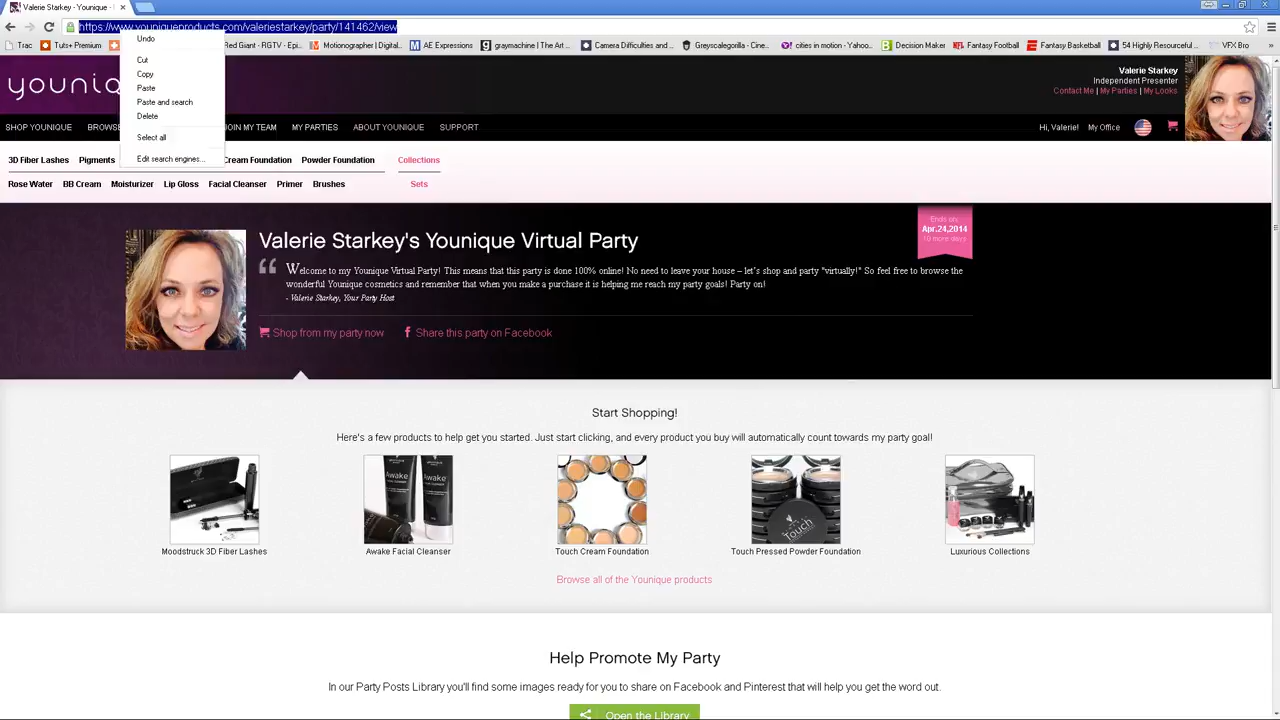 Valerie Starkey - Younique -
https://www.youniqueproducts.com/valeriestarkey/party/141462/view
Trac Tuts+ Premium Red Giant - RGTV - Epi... Motionographer | Digital... AE Expressions graymachine | The Art ... Camera Difficulties and ... Greyscalegorilla - Cine... cities in motion - Yahoo... Decision Maker Fantasy Football Fantasy Basketball 54 Highly Resourceful ... VFX Bro »
Undo
Cut
Copy
Paste
Paste and search
Delete
Select all
Edit search engines...
youniq
Valerie Starkey
Independent Presenter
Contact Me | My Parties | My Looks
SHOP YOUNIQUE BROWSE JOIN MY TEAM MY PARTIES ABOUT YOUNIQUE SUPPORT Hi, Valerie! My Office
3D Fiber Lashes Pigments Cream Foundation Powder Foundation Collections
Rose Water BB Cream Moisturizer Lip Gloss Facial Cleanser Primer Brushes Sets
Ends on:
Apr.24,2014
10 more days
Valerie Starkey's Younique Virtual Party
“ Welcome to my Younique Virtual Party! This means that this party is done 100% online! No need to leave your house – let's shop and party "virtually!" So feel free to browse the
wonderful Younique cosmetics and remember that when you make a purchase it is helping me reach my party goals! Party on!
- Valerie Starkey, Your Party Host
Shop from my party now Share this party on Facebook
Start Shopping!
Here's a few products to help get you started. Just start clicking, and every product you buy will automatically count towards my party goal!
Awake Awake
Touch
Moodstruck 3D Fiber Lashes Awake Facial Cleanser Touch Cream Foundation Touch Pressed Powder Foundation Luxurious Collections
Browse all of the Younique products
Help Promote My Party
In our Party Posts Library you'll find some images ready for you to share on Facebook and Pinterest that will help you get the word out.
Open the Library